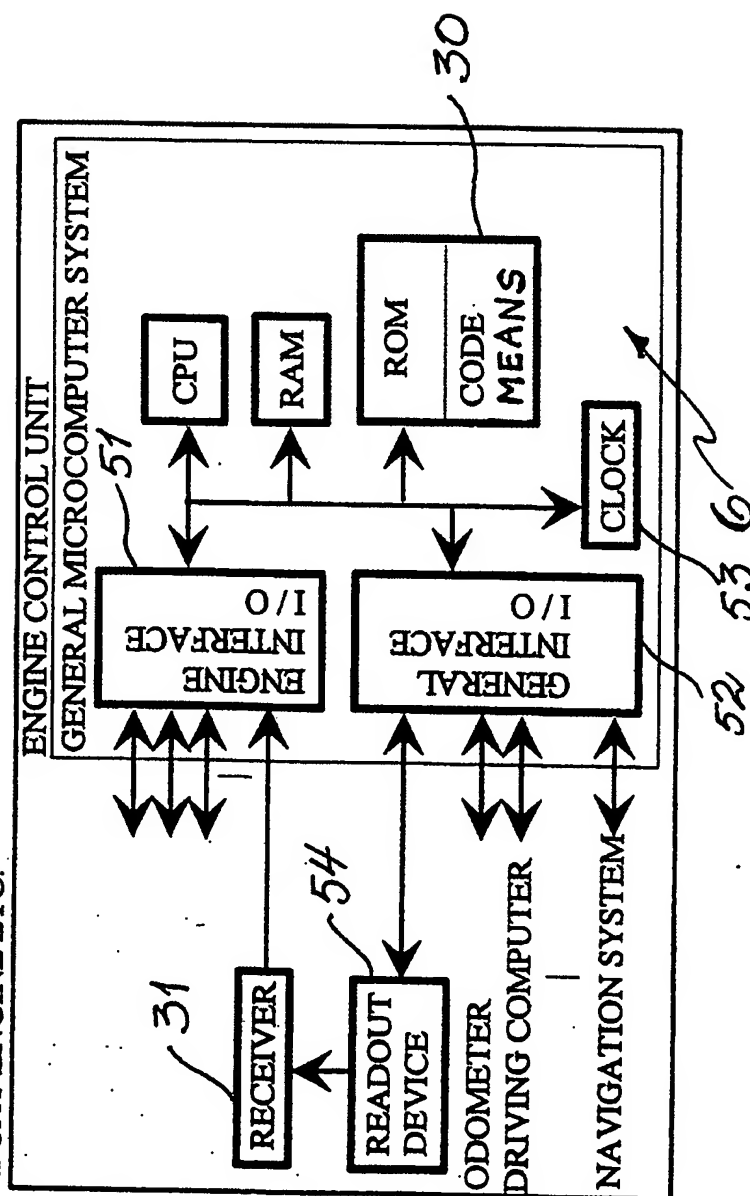 ENGINE CONTROL UNIT
GENERAL MICROCOMPUTER SYSTEM
51
ENGINE
INTERFACE
I/O
CPU
RAM
ROM
CODE
MEANS
30
GENERAL
INTERFACE
I/O
CLOCK
52
53
6
31
RECEIVER
54
READOUT
DEVICE
ODOMETER
DRIVING COMPUTER
NAVIGATION SYSTEM